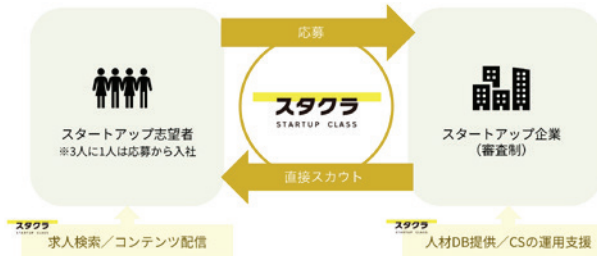 応募
スタクラ
STARTUP CLASS
スタートアップ志望者
※3人に1人は応募から入社
スタートアップ企業
（審査制）
直接スカウト
スタクラ
STARTUP CLASS
求人検索／コンテンツ配信
スタクラ
STARTUP CLASS
人材DB提供／CSの運用支援